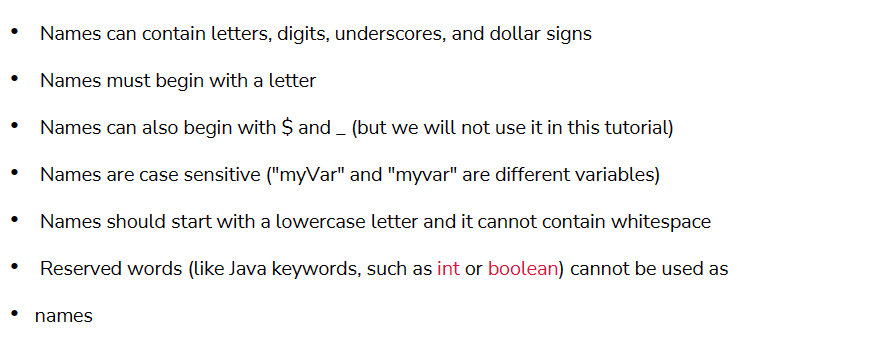 • Names can contain letters, digits, underscores, and dollar signs
• Names must begin with a letter
• Names can also begin with $ and _ (but we will not use it in this tutorial)
• Names are case sensitive ("myVar" and "myvar" are different variables)
• Names should start with a lowercase letter and it cannot contain whitespace
• Reserved words (like Java keywords, such as int or boolean) cannot be used as
• names